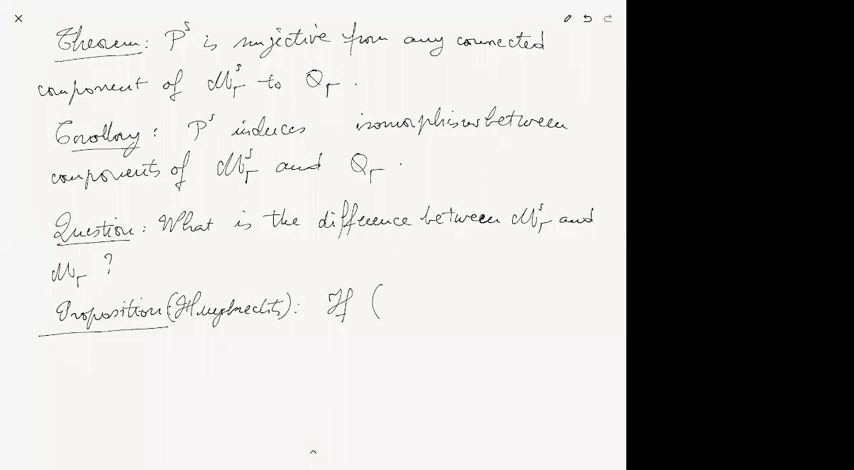 Theorem: P^s is surjective from any connected
component of M_Γ^s to Q_Γ.
Corollary: P^s induces isomorphisms between
components of M_Γ^s and Q_Γ.
Question: What is the difference between M_Γ^s and
M_Γ ?
Proposition (Huybrechts): If (